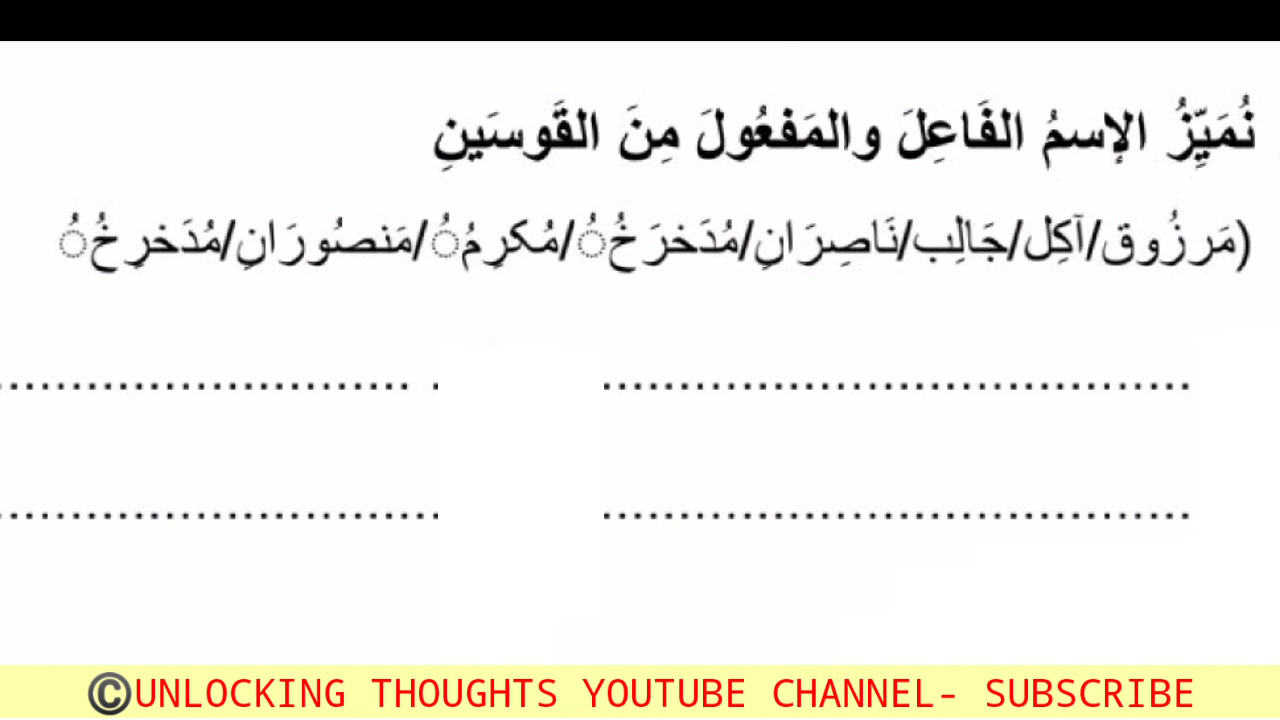 نُمَيِّزُ الإسمُ الفَاعِلَ والمَفعُولَ مِنَ القَوسَينِ
(مَرزُوق/آكِل/جَالِب/نَاصِرَانِ/مُدَخرَخُ ُ/مُكرِمُ ُ/مَنصُورَانِ/مُدَخرِخُ ُ
.................................... ..........................
.................................... ..........................
©UNLOCKING THOUGHTS YOUTUBE CHANNEL- SUBSCRIBE